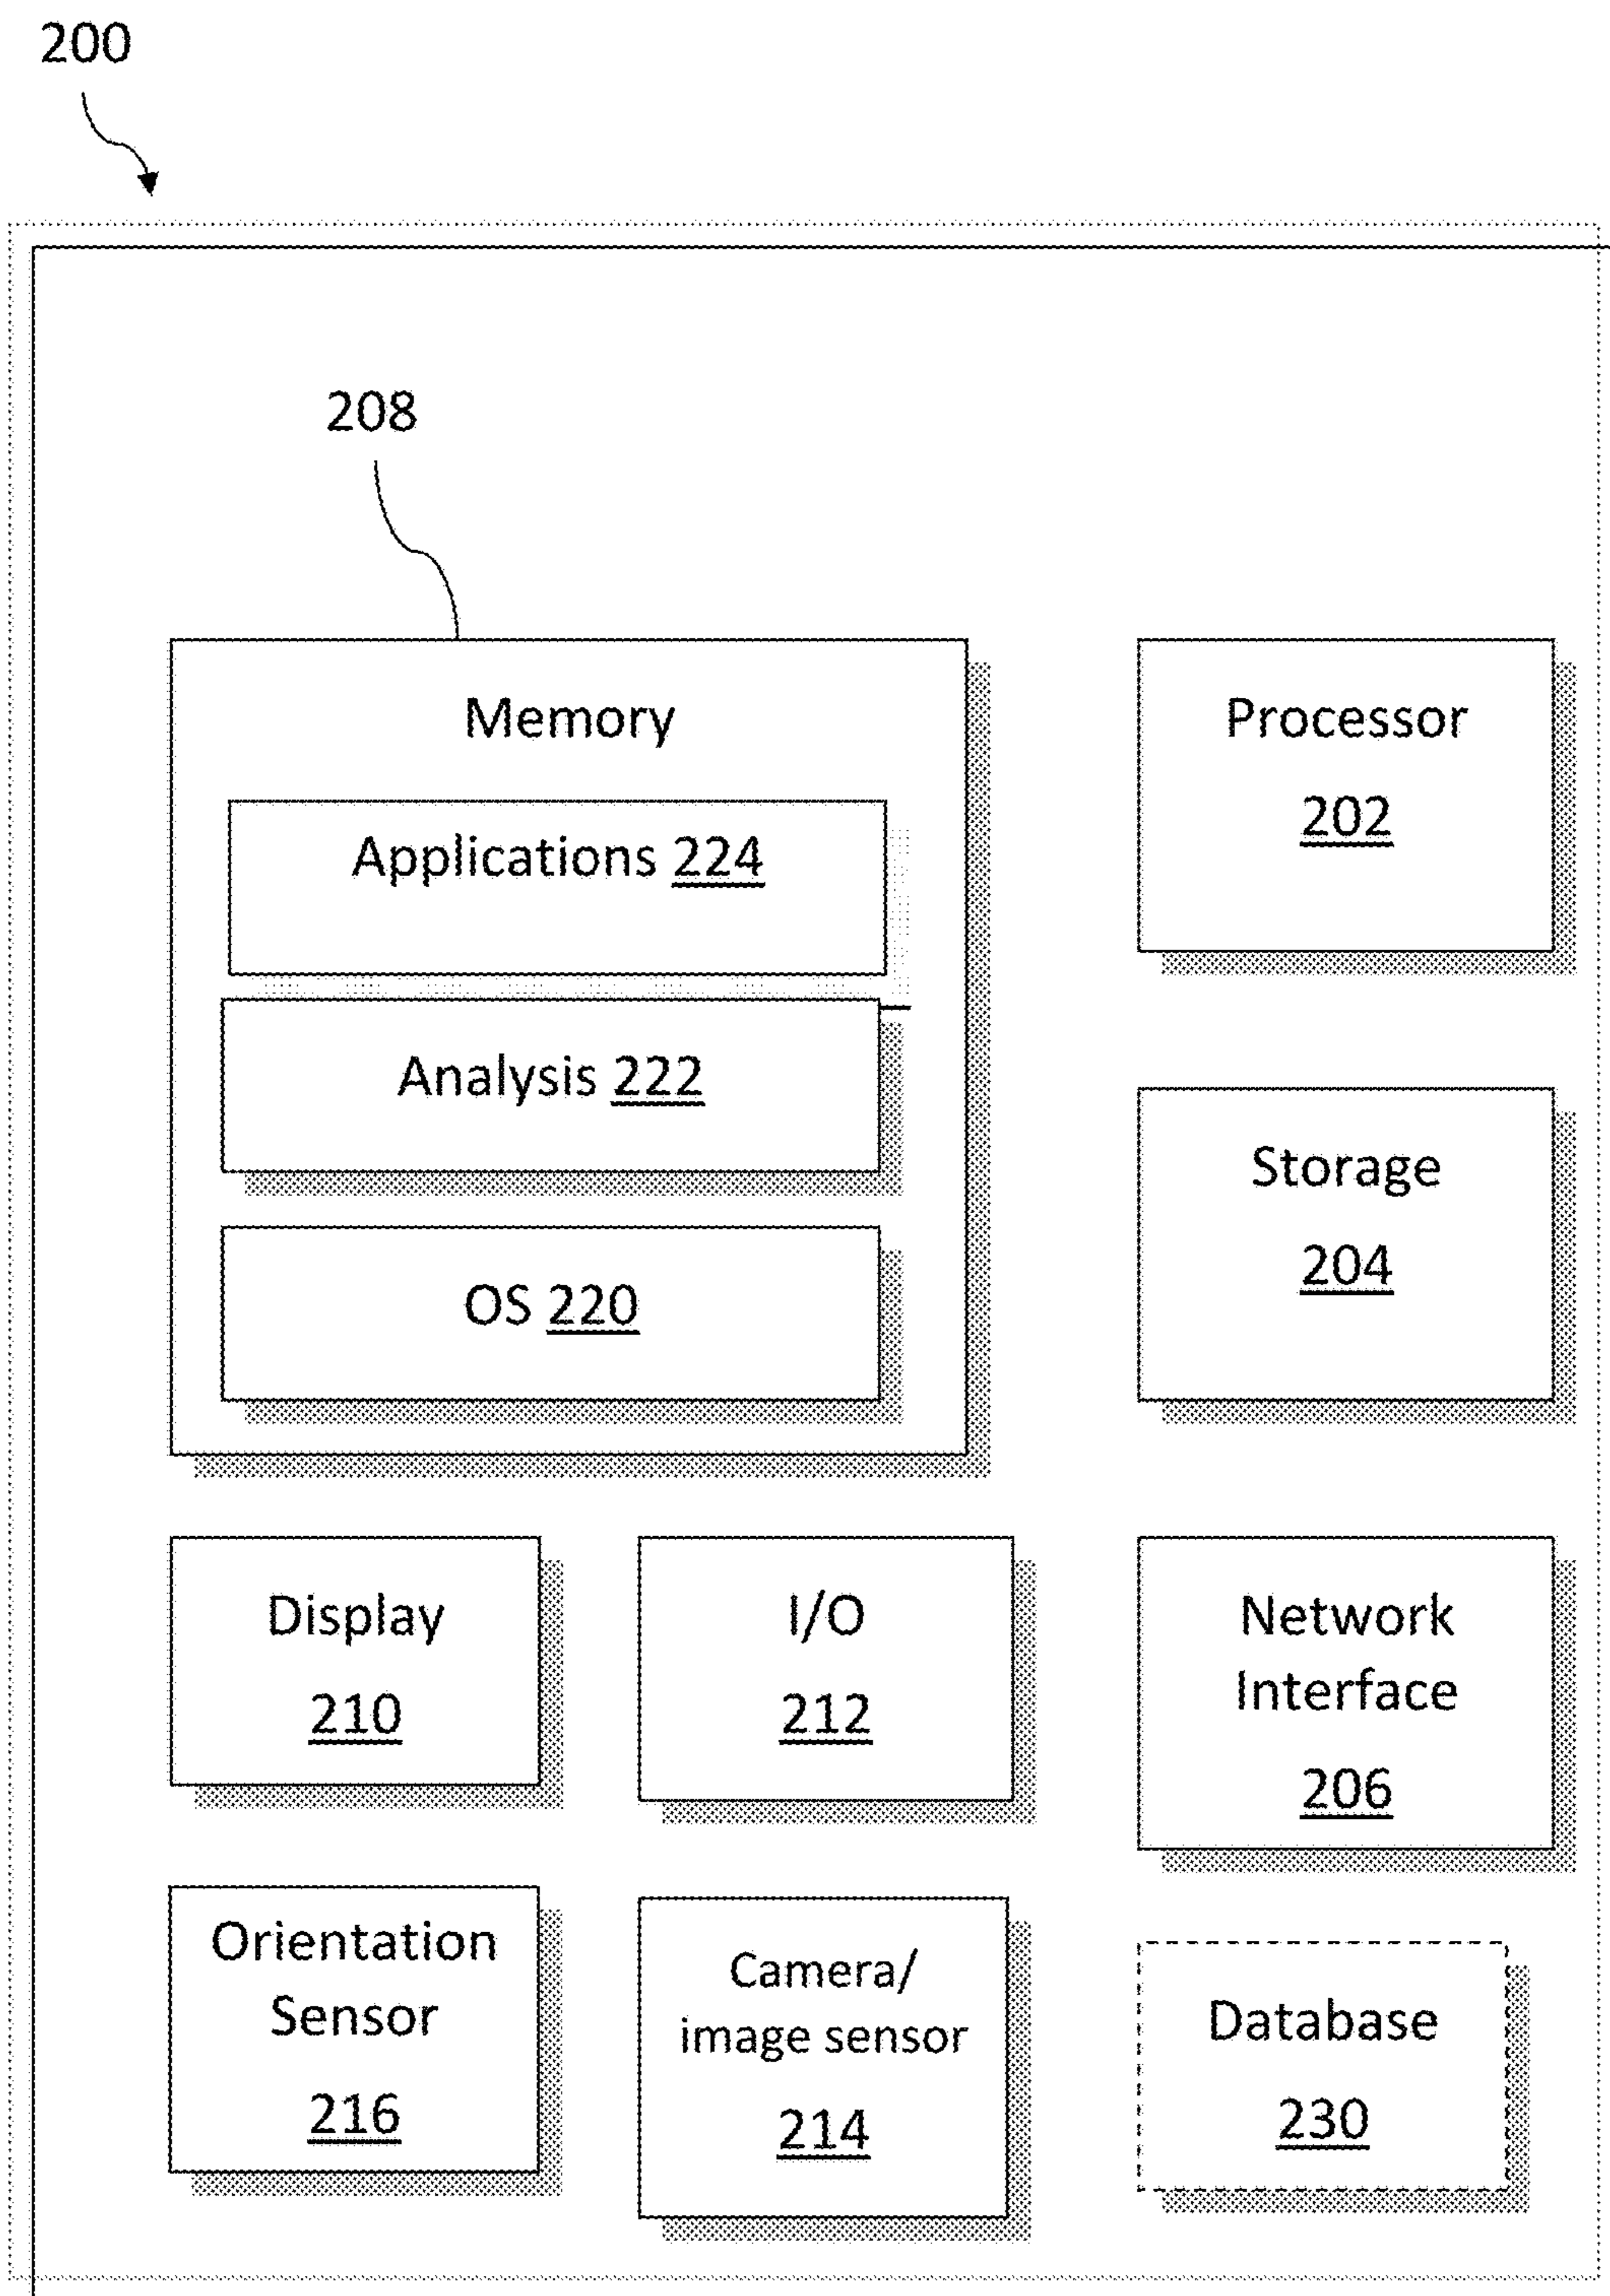 200
208
Memory
Applications 224
Analysis 222
OS 220
Processor
202
Storage
204
Display
210
I/O
212
Network
Interface
206
Orientation
Sensor
216
Camera/
image sensor
214
Database
230